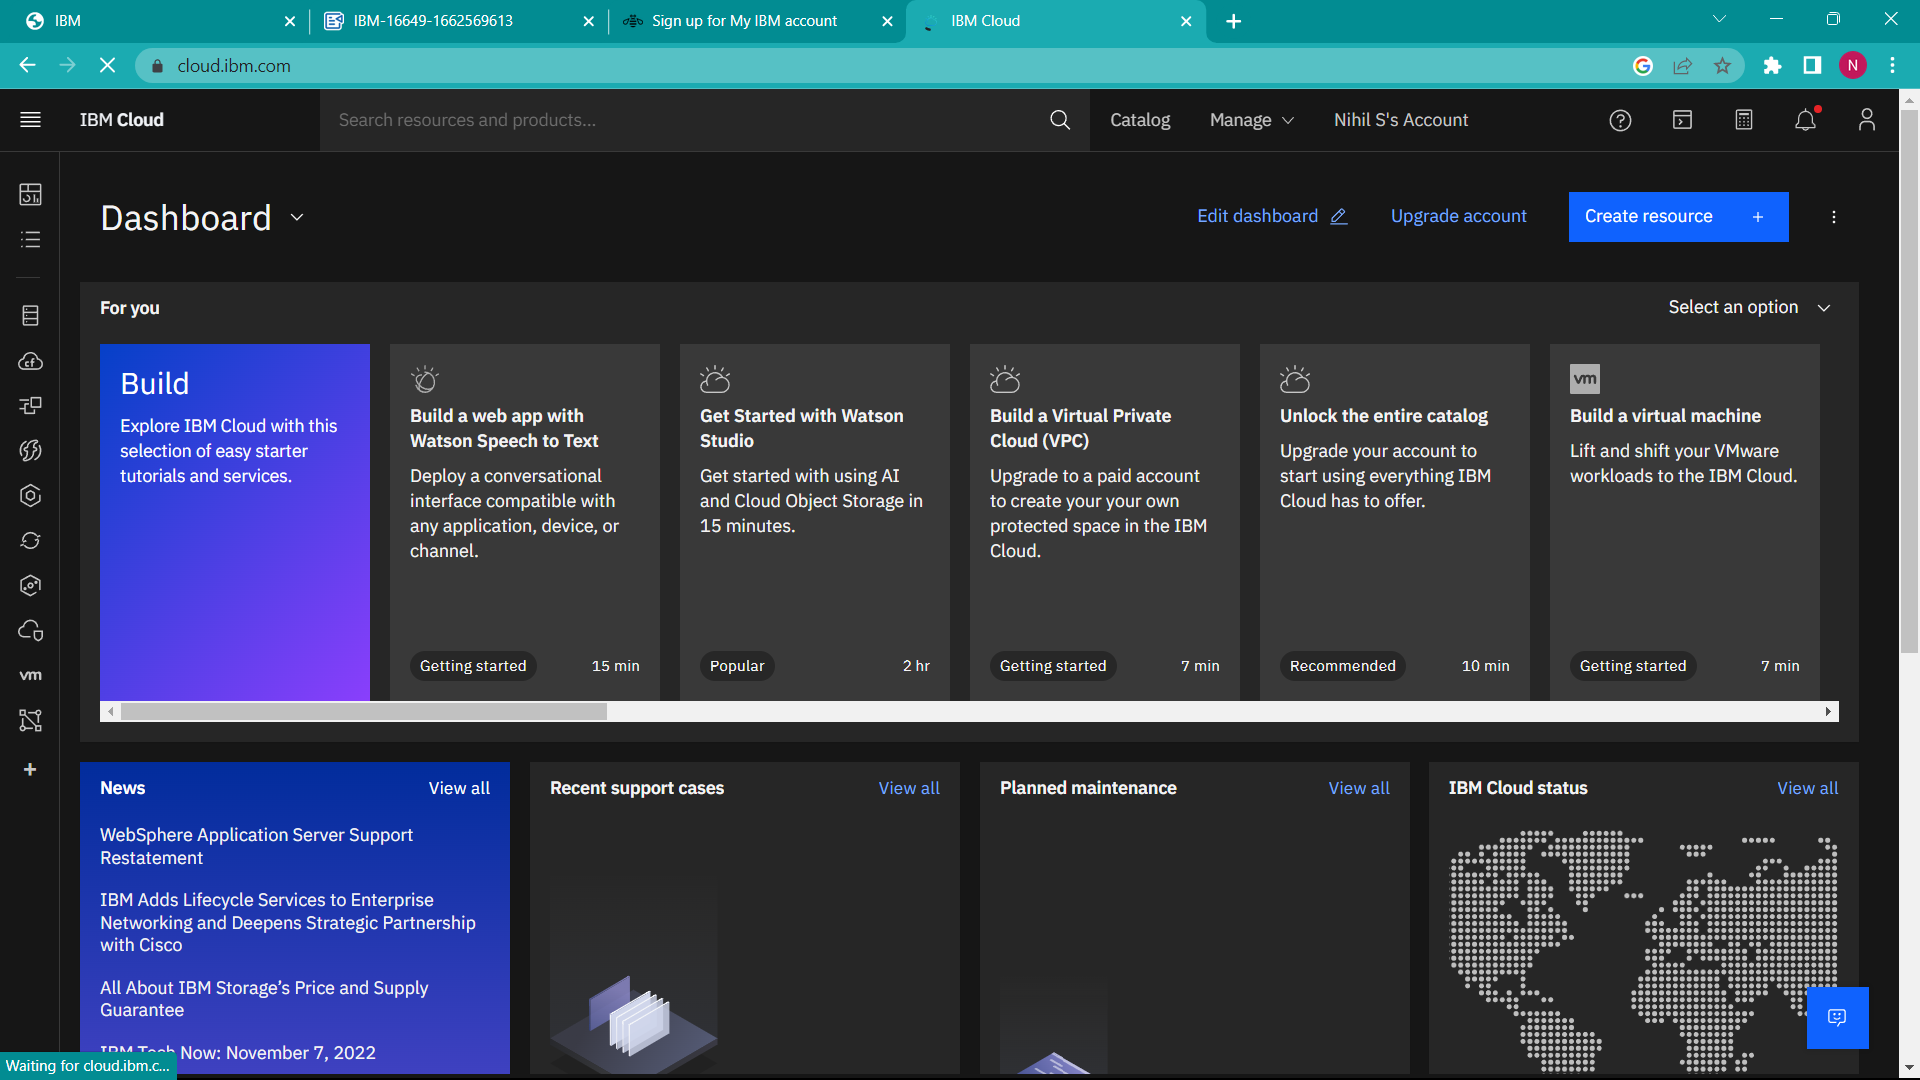 IBM
IBM-16649-1662569613
Sign up for My IBM account
IBM Cloud
cloud.ibm.com
N
IBM Cloud
Search resources and products...
Catalog
Manage
Nihil S's Account
Dashboard
Edit dashboard
Upgrade account
Create resource +
For you
Select an option
Build
Explore IBM Cloud with this
selection of easy starter
tutorials and services.
Build a web app with
Watson Speech to Text
Deploy a conversational
interface compatible with
any application, device, or
channel.
Getting started
15 min
Get Started with Watson
Studio
Get started with using AI
and Cloud Object Storage in
15 minutes.
Popular
2 hr
Build a Virtual Private
Cloud (VPC)
Upgrade to a paid account
to create your your own
protected space in the IBM
Cloud.
Getting started
7 min
Unlock the entire catalog
Upgrade your account to
start using everything IBM
Cloud has to offer.
Recommended
10 min
vm
Build a virtual machine
Lift and shift your VMware
workloads to the IBM Cloud.
Getting started
7 min
cf
vm
News
View all
WebSphere Application Server Support
Restatement
IBM Adds Lifecycle Services to Enterprise
Networking and Deepens Strategic Partnership
with Cisco
All About IBM Storage’s Price and Supply
Guarantee
IBM Tech Now: November 7, 2022
Recent support cases
View all
Planned maintenance
View all
IBM Cloud status
View all
Waiting for cloud.ibm.c...